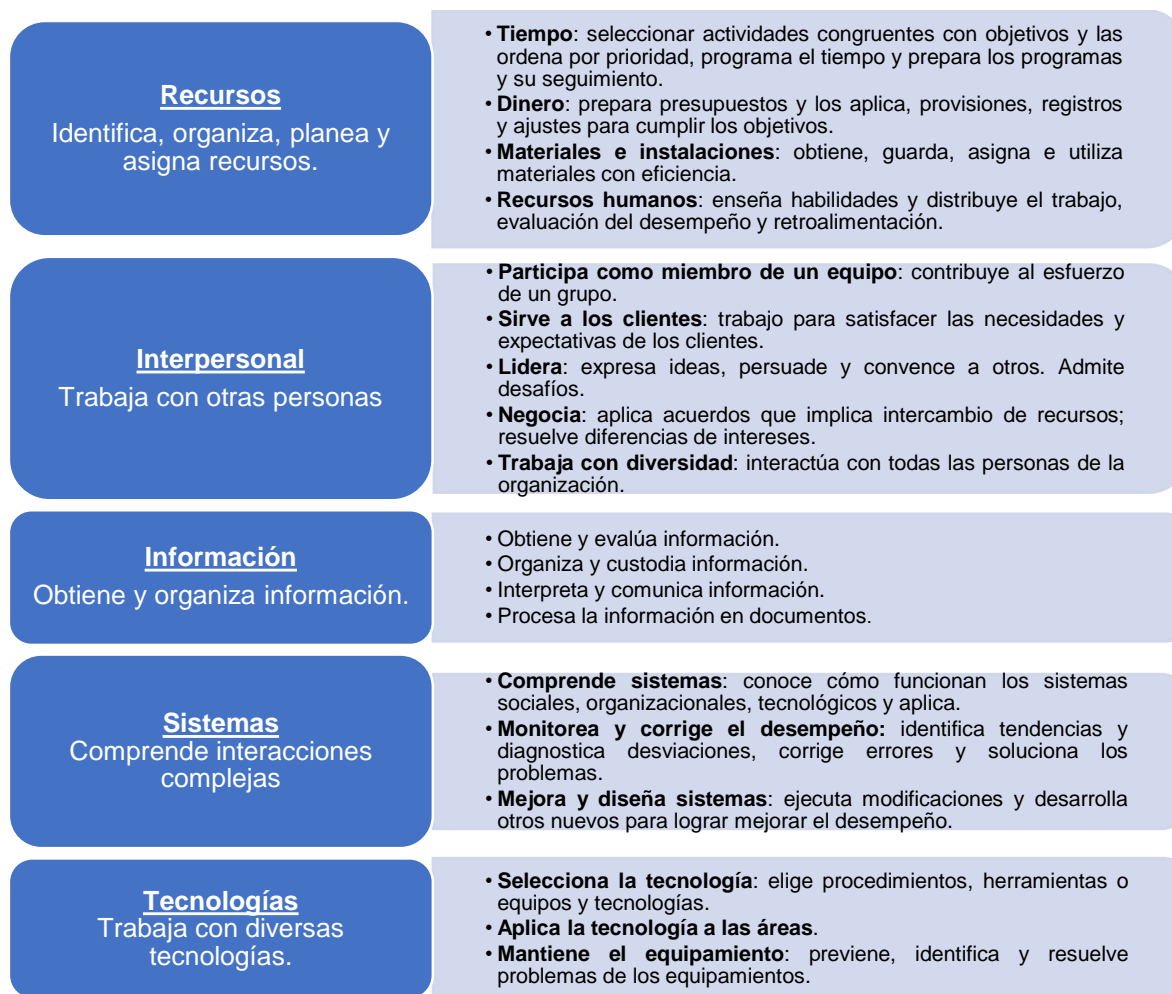 Recursos
Identifica, organiza, planea y
asigna recursos.
• Tiempo: seleccionar actividades congruentes con objetivos y las
ordena por prioridad, programa el tiempo y prepara los programas
y su seguimiento.
• Dinero: prepara presupuestos y los aplica, provisiones, registros
y ajustes para cumplir los objetivos.
• Materiales e instalaciones: obtiene, guarda, asigna e utiliza
materiales con eficiencia.
• Recursos humanos: enseña habilidades y distribuye el trabajo,
evaluación del desempeño y retroalimentación.
Interpersonal
Trabaja con otras personas
• Participa como miembro de un equipo: contribuye al esfuerzo
de un grupo.
• Sirve a los clientes: trabajo para satisfacer las necesidades y
expectativas de los clientes.
• Lidera: expresa ideas, persuade y convence a otros. Admite
desafíos.
• Negocia: aplica acuerdos que implica intercambio de recursos;
resuelve diferencias de intereses.
• Trabaja con diversidad: interactúa con todas las personas de la
organización.
Información
Obtiene y organiza información.
• Obtiene y evalúa información.
• Organiza y custodia información.
• Interpreta y comunica información.
• Procesa la información en documentos.
Sistemas
Comprende interacciones
complejas
• Comprende sistemas: conoce cómo funcionan los sistemas
sociales, organizacionales, tecnológicos y aplica.
• Monitorea y corrige el desempeño: identifica tendencias y
diagnostica desviaciones, corrige errores y soluciona los
problemas.
• Mejora y diseña sistemas: ejecuta modificaciones y desarrolla
otros nuevos para lograr mejorar el desempeño.
Tecnologías
Trabaja con diversas
tecnologías.
• Selecciona la tecnología: elige procedimientos, herramientas o
equipos y tecnologías.
• Aplica la tecnología a las áreas.
• Mantiene el equipamiento: previene, identifica y resuelve
problemas de los equipamientos.